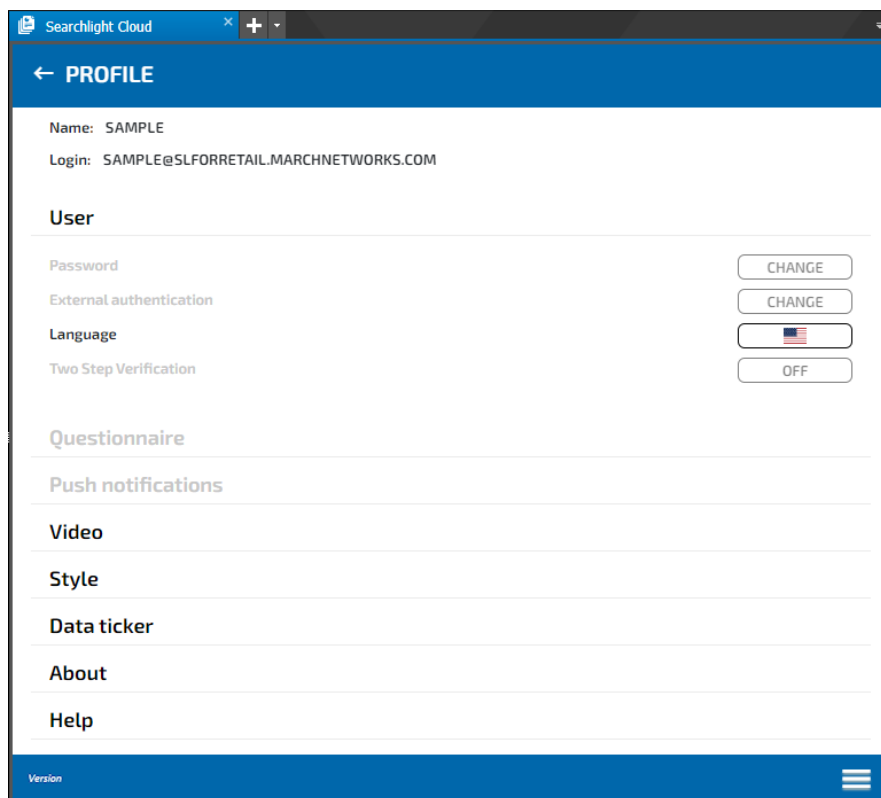 Searchlight Cloud
PROFILE
Name: SAMPLE
Login: SAMPLE@SLFORRETAIL.MARCHNETWORKS.COM
User
Password CHANGE
External authentication CHANGE
Language
Two Step Verification OFF
Questionnaire
Push notifications
Video
Style
Data ticker
About
Help
Version